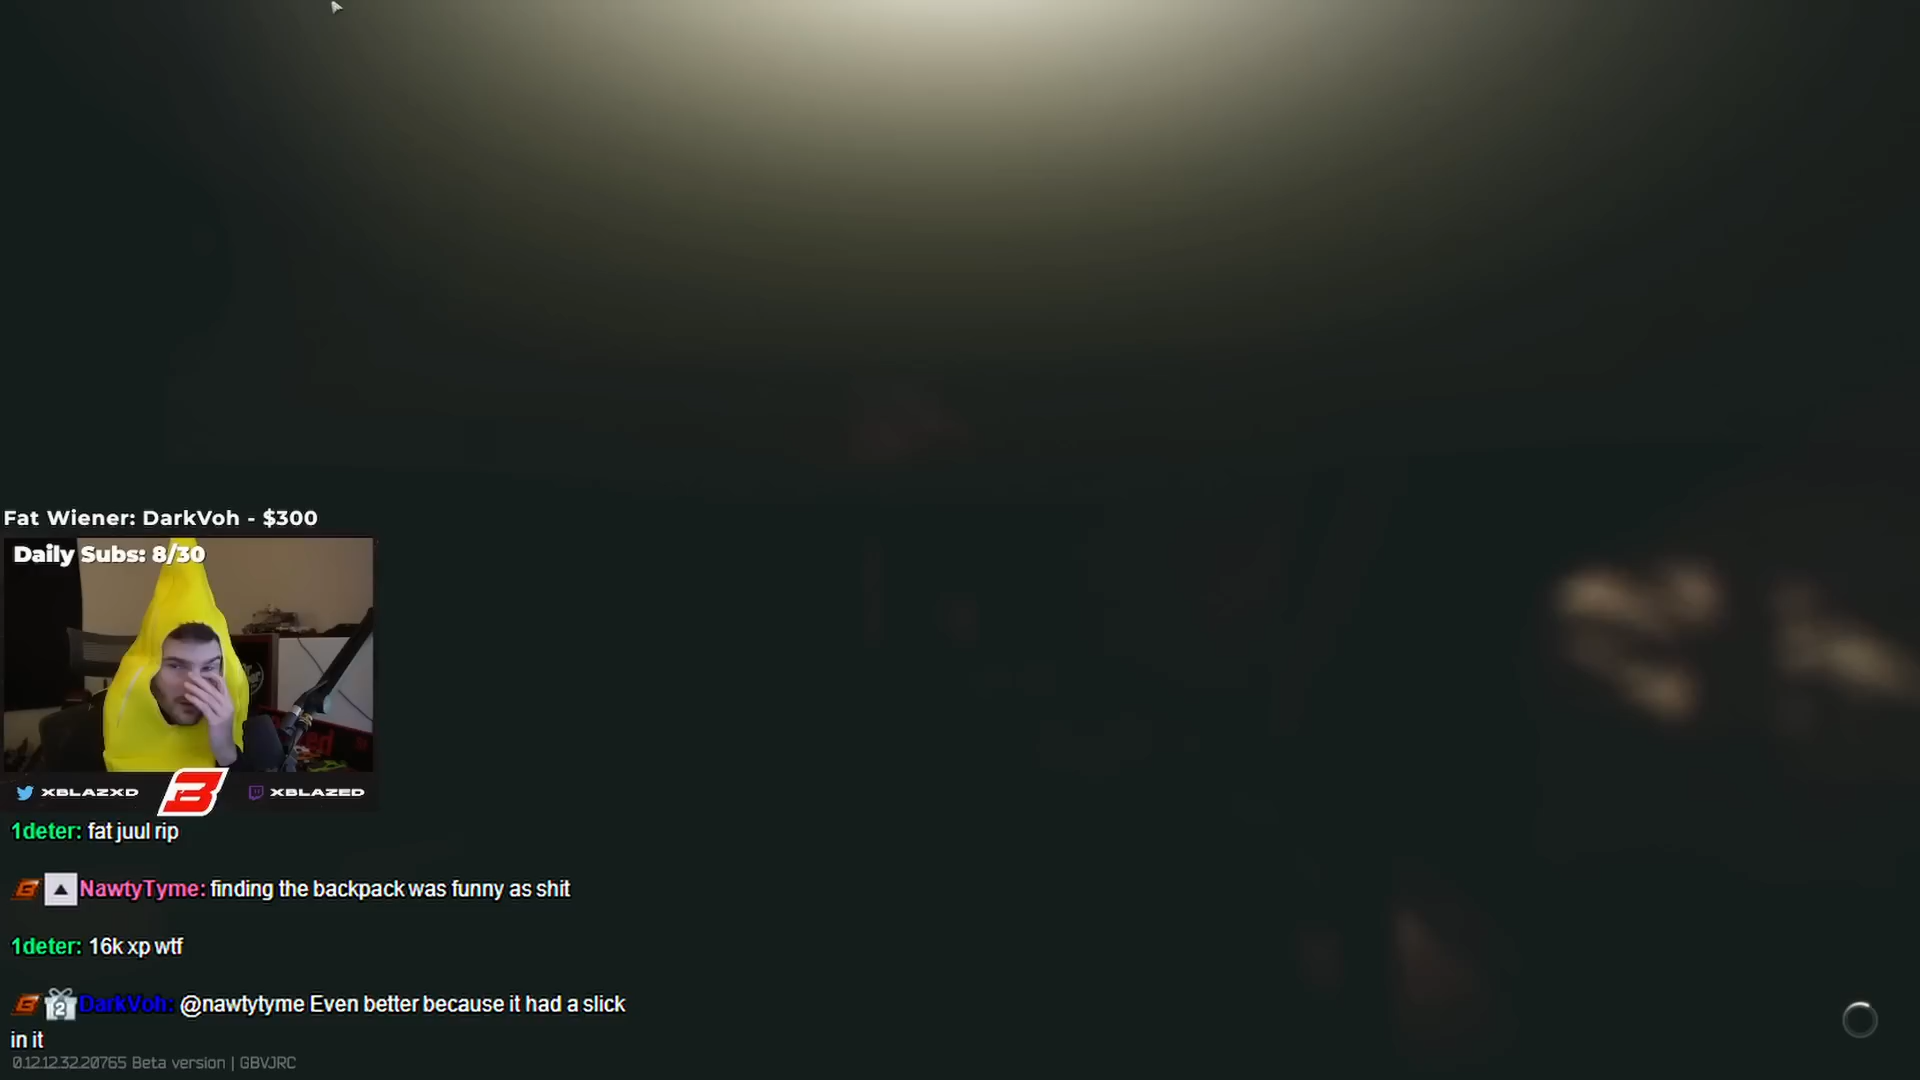 Fat Wiener: DarkVoh - $300
Daily Subs: 8/30
XBLAZXD B XBLAZED
1deter: fat juul rip
NawtyTyme: finding the backpack was funny as shit
1deter: 16k xp wtf
2 DarkVoh: @nawtytyme Even better because it had a slick
in it
0.12.12.32.20765 Beta version | GBVJRC